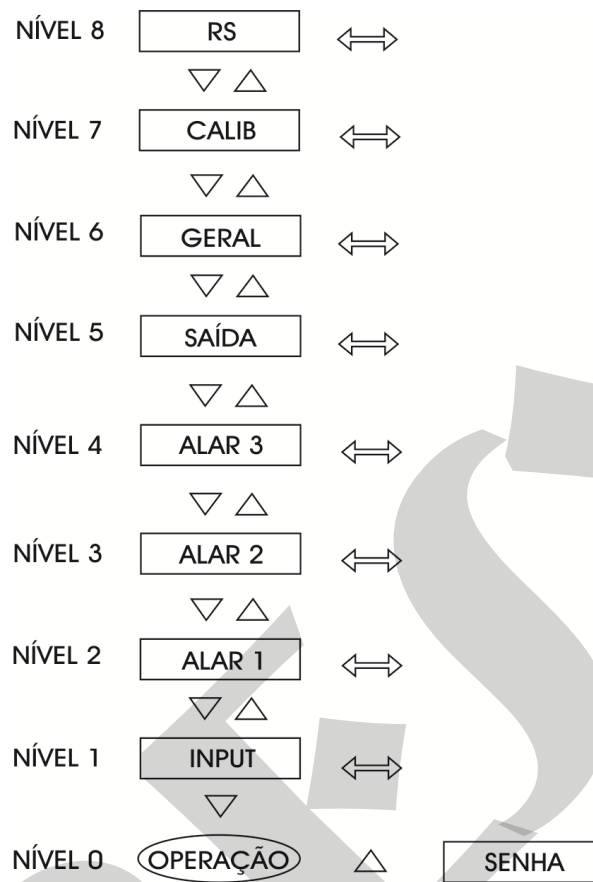 NÍVEL 8 RS
NÍVEL 7 CALIB
NÍVEL 6 GERAL
NÍVEL 5 SAÍDA
NÍVEL 4 ALAR 3
NÍVEL 3 ALAR 2
NÍVEL 2 ALAR 1
NÍVEL 1 INPUT
NÍVEL 0 OPERAÇÃO SENHA